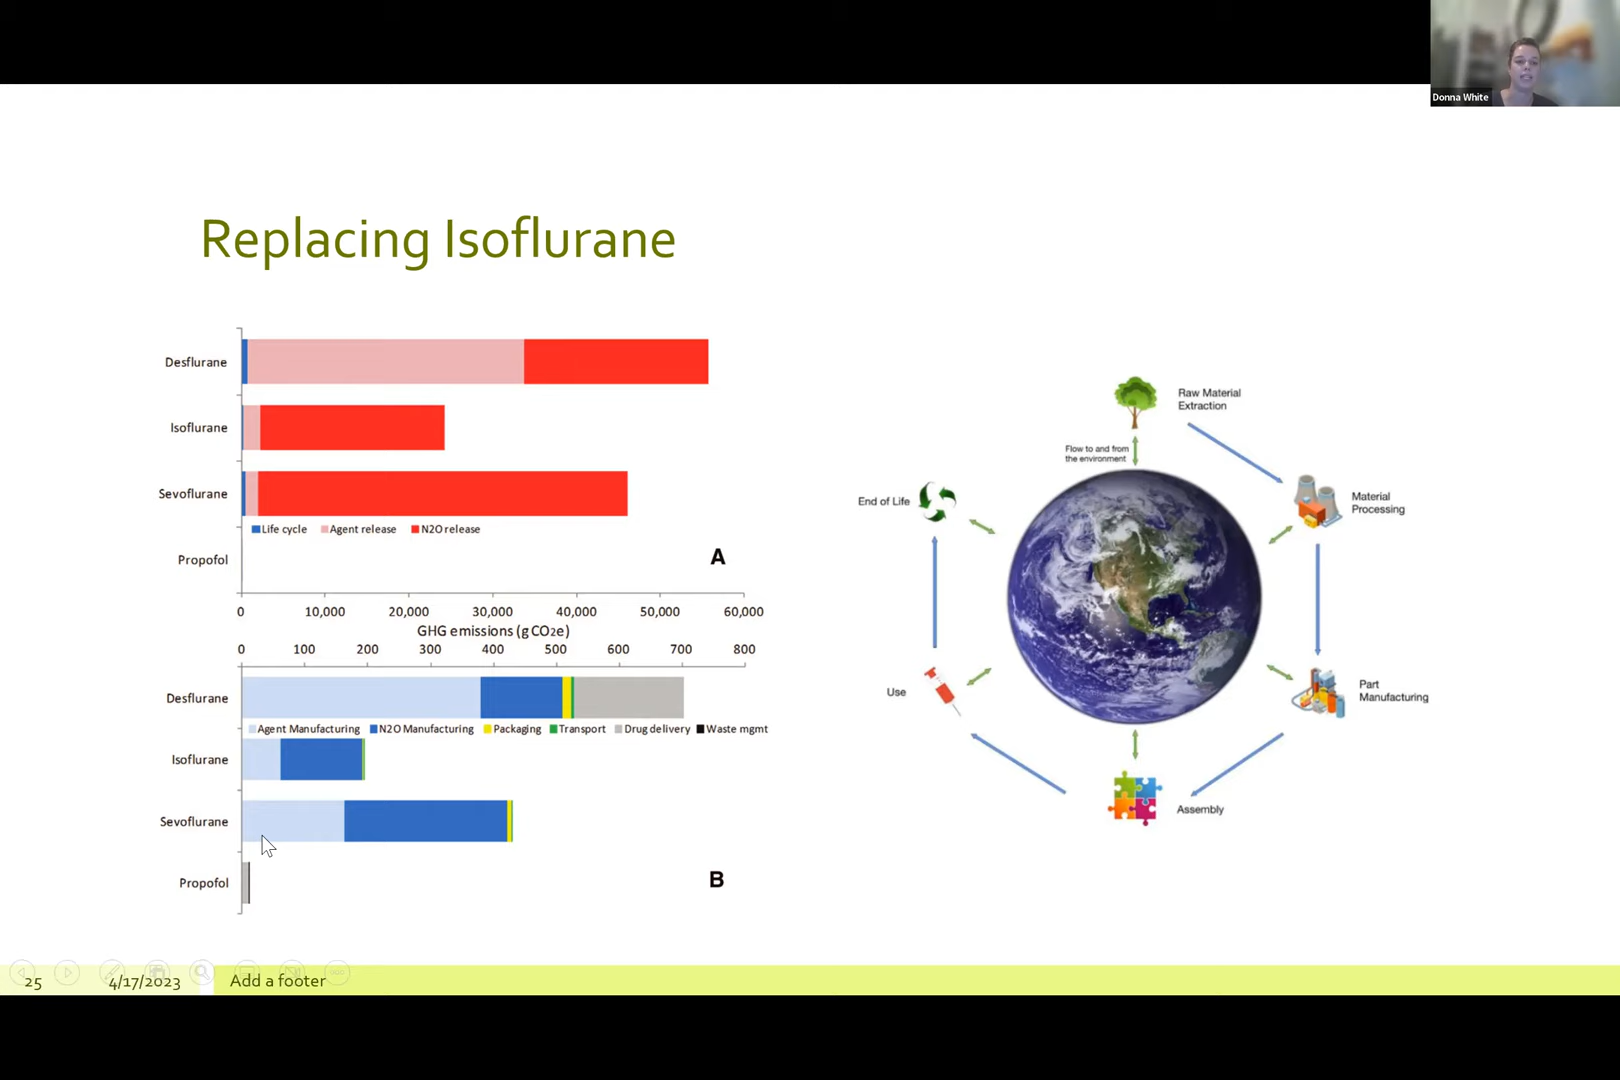 Donna White
Replacing Isoflurane
Desflurane
Isoflurane
Sevoflurane
Life cycle Agent release N2O release
Propofol
A
0 10,000 20,000 30,000 40,000 50,000 60,000
GHG emissions (g CO2e)
0 100 200 300 400 500 600 700 800
Desflurane
Agent Manufacturing N2O Manufacturing Packaging Transport Drug delivery Waste mgmt
Isoflurane
Sevoflurane
Propofol
B
Raw Material
Extraction
Flow to and from
the environment
End of Life
Material
Processing
Use
Part
Manufacturing
Assembly
25 4/17/2023 Add a footer